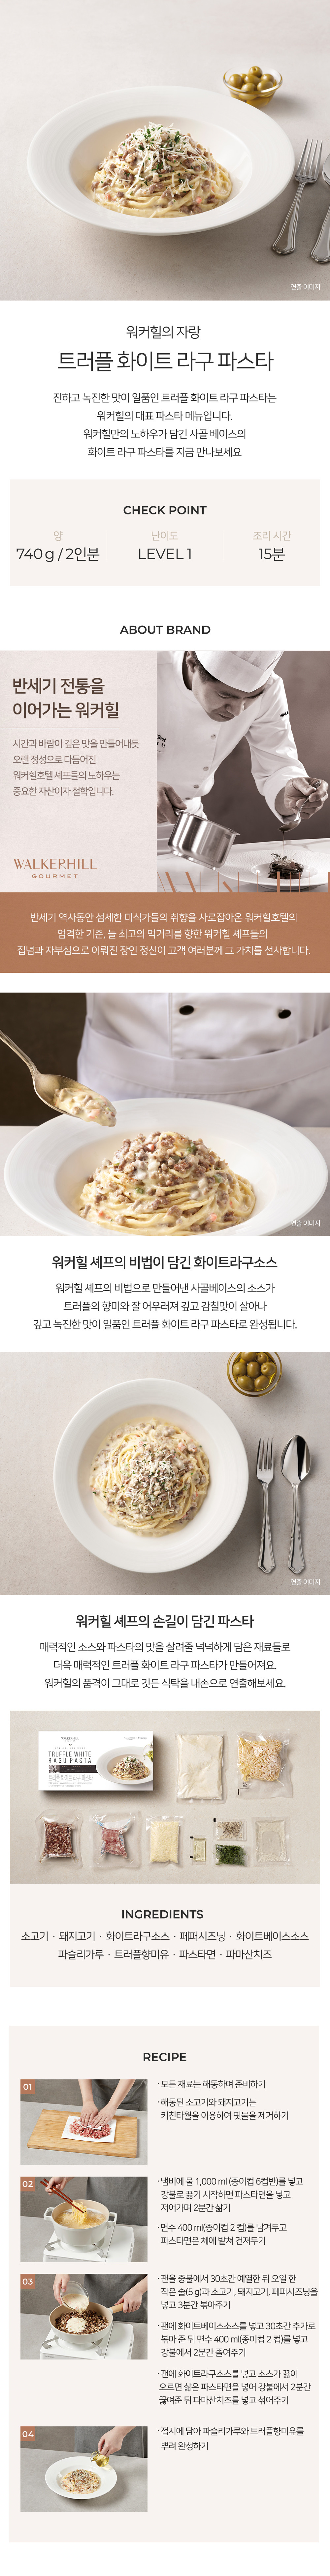 연출 이미지
워커힐의 자랑
트러플 화이트 라구 파스타
진하고 녹진한 맛이 일품인 트러플 화이트 라구 파스타는
워커힐의 대표 파스타 메뉴입니다.
워커힐만의 노하우가 담긴 사골 베이스의
화이트 라구 파스타를 지금 만나보세요
CHECK POINT
양
740 g / 2인분
난이도
LEVEL 1
조리 시간
15분
ABOUT BRAND
반세기 전통을
이어가는 워커힐
시간과 바람이 깊은 맛을 만들어내듯
오랜 정성으로 다듬어진
워커힐호텔 셰프들의 노하우는
중요한 자산이자 철학입니다.
WALKERHILL
GOURMET
반세기 역사동안 섬세한 미식가들의 취향을 사로잡아온 워커힐호텔의
엄격한 기준, 늘 최고의 먹거리를 향한 워커힐 셰프들의
집념과 자부심으로 이뤄진 장인 정신이 고객 여러분께 그 가치를 선사합니다.
연출 이미지
워커힐 셰프의 비법이 담긴 화이트라구소스
워커힐 셰프의 비법으로 만들어낸 사골베이스의 소스가
트러플의 향미와 잘 어우러져 깊고 감칠맛이 살아나
깊고 녹진한 맛이 일품인 트러플 화이트 라구 파스타로 완성됩니다.
연출 이미지
워커힐 셰프의 손길이 담긴 파스타
매력적인 소스와 파스타의 맛을 살려줄 넉넉하게 담은 재료들로
더욱 매력적인 트러플 화이트 라구 파스타가 만들어져요.
워커힐의 품격이 그대로 깃든 식탁을 내손으로 연출해보세요.
TRUFFLE WHITE
RAGU PASTA
INGREDIENTS
소고기 · 돼지고기 · 화이트라구소스 · 페퍼시즈닝 · 화이트베이스소스
파슬리가루 · 트러플향미유 · 파스타면 · 파마산치즈
RECIPE
01
· 모든 재료는 해동하여 준비하기
· 해동된 소고기와 돼지고기는
키친타월을 이용하여 핏물을 제거하기
02
· 냄비에 물 1,000 ml (종이컵 6컵반)를 넣고
강불로 끓기 시작하면 파스타면을 넣고
저어가며 2분간 삶기
· 면수 400 ml(종이컵 2 컵)를 남겨두고
파스타면은 체에 밭쳐 건져두기
03
· 팬을 중불에서 30초간 예열한 뒤 오일 한
작은 술(5 g)과 소고기, 돼지고기, 페퍼시즈닝을
넣고 3분간 볶아주기
· 팬에 화이트베이스소스를 넣고 30초간 추가로
볶아 준 뒤 면수 400 ml(종이컵 2 컵)를 넣고
강불에서 2분간 졸여주기
· 팬에 화이트라구소스를 넣고 소스가 끓어
오르면 삶은 파스타면을 넣어 강불에서 2분간
끓여준 뒤 파마산치즈를 넣고 섞어주기
04
· 접시에 담아 파슬리가루와 트러플향미유를
뿌려 완성하기